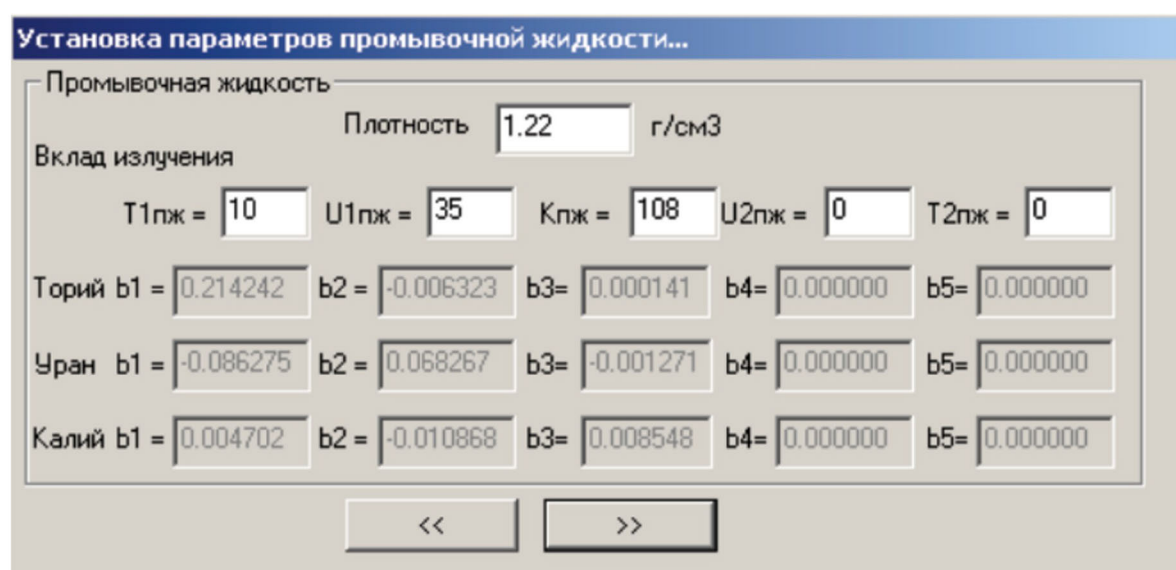 Установка параметров промывочной жидкости...
Промывочная жидкость
Плотность 1.22 г/см3
Вклад излучения
T1пж = 10 U1пж = 35 Kпж = 108 U2пж = 0 T2пж = 0
Торий b1 = 0.214242 b2 = -0.006323 b3= 0.000141 b4= 0.000000 b5= 0.000000
Уран b1 = -0.086275 b2 = 0.068267 b3= -0.001271 b4= 0.000000 b5= 0.000000
Калий b1 = 0.004702 b2 = -0.010868 b3= 0.008548 b4= 0.000000 b5= 0.000000
<< >>